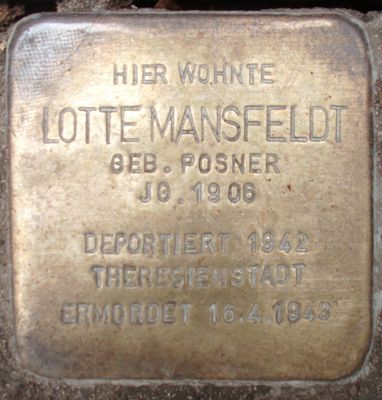 HIER WOHNTE
LOTTE MANSFELDT
GEB. POSNER
JG. 1906
DEPORTIERT 1942
THERESIENSTADT
ERMORDET 16.4.1943